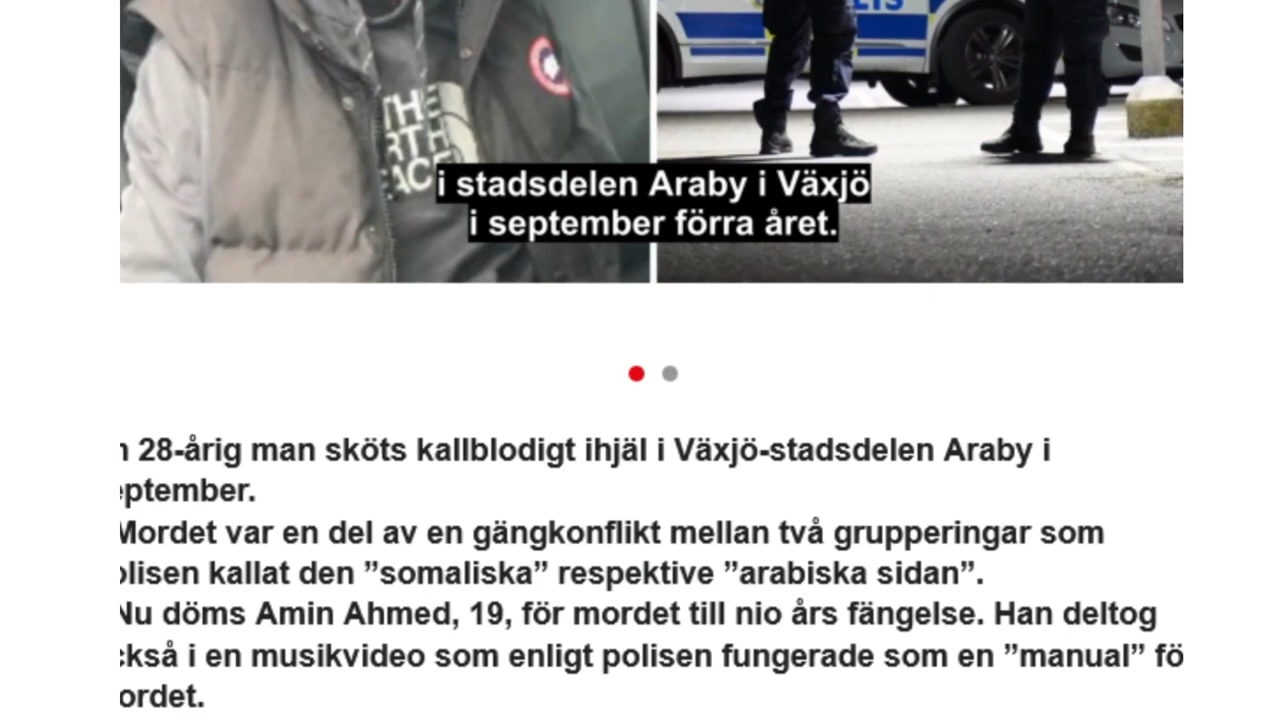 THE
RTH
ACE
i stadsdelen Araby i Växjö
i september förra året.
28-årig man sköts kallblodigt ihjäl i Växjö-stadsdelen Araby i
eptember.
Mordet var en del av en gängkonflikt mellan två grupperingar som
olisen kallat den ”somaliska” respektive ”arabiska sidan”.
Nu döms Amin Ahmed, 19, för mordet till nio års fängelse. Han deltog
ckså i en musikvideo som enligt polisen fungerade som en ”manual” fö
ordet.